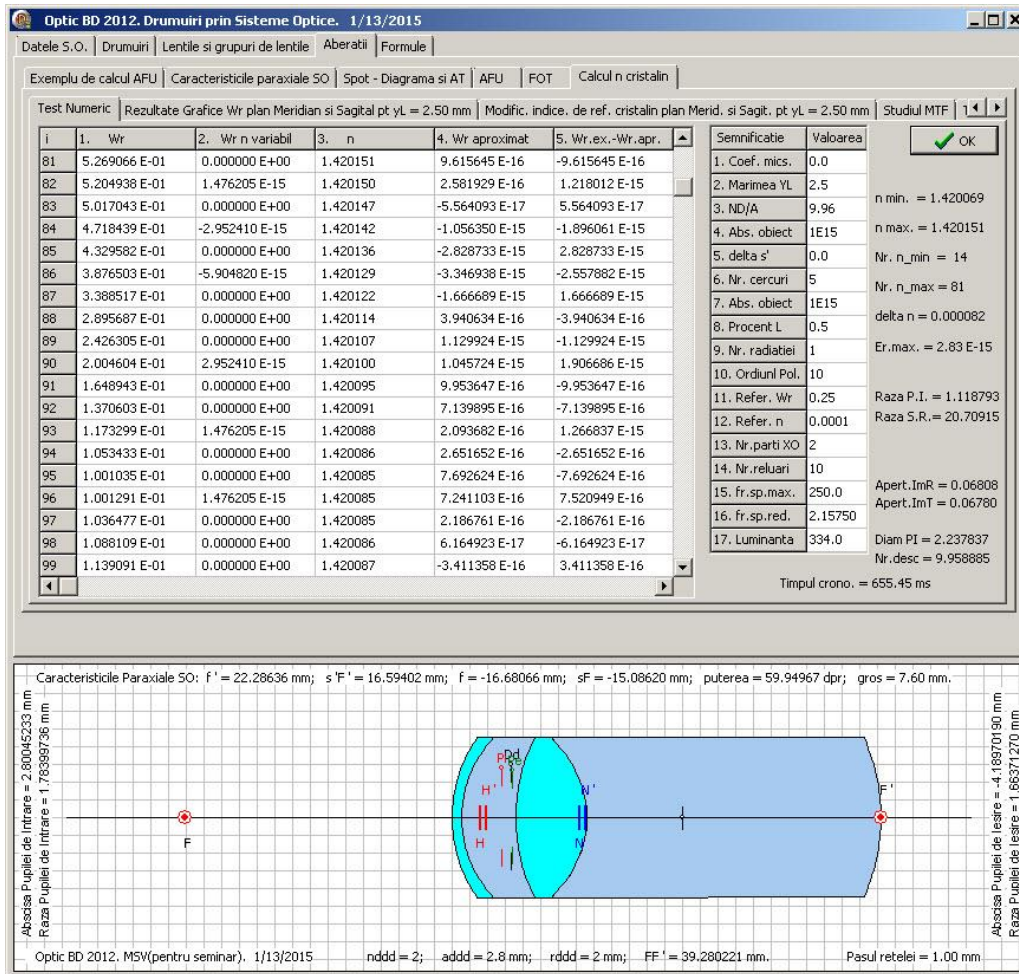 Optic BD 2012. Drumuiri prin Sisteme Optice. 1/13/2015
Datele S.O. Drumuiri Lentile si grupuri de lentile Aberatii Formule
Exemplu de calcul AFU Caracteristicile paraxiale SO Spot - Diagrama si AT AFU FOT Calcul n cristalin
Test Numeric Rezultate Grafice Wr plan Meridian si Sagital pt yL = 2.50 mm Modific. indice. de ref. cristalin plan Merid. si Sagit. pt yL = 2.50 mm Studiul MTF
i 1. Wr 2. Wr n variabil 3. n 4. Wr aproximat 5. Wr.ex.-Wr.apr.
81 5.269066 E-01 0.000000 E+00 1.420151 9.615645 E-16 -9.615645 E-16
82 5.204938 E-01 1.476205 E-15 1.420150 2.581929 E-16 1.218012 E-15
83 5.017043 E-01 0.000000 E+00 1.420147 -5.564093 E-17 5.564093 E-17
84 4.718439 E-01 -2.952410 E-15 1.420142 -1.056350 E-15 -1.896061 E-15
85 4.329582 E-01 0.000000 E+00 1.420136 -2.828733 E-15 2.828733 E-15
86 3.876503 E-01 -5.904820 E-15 1.420129 -3.346938 E-15 -2.557882 E-15
87 3.388517 E-01 0.000000 E+00 1.420122 -1.666689 E-15 1.666689 E-15
88 2.895687 E-01 0.000000 E+00 1.420114 3.940634 E-16 -3.940634 E-16
89 2.426305 E-01 0.000000 E+00 1.420107 1.129924 E-15 -1.129924 E-15
90 2.004604 E-01 2.952410 E-15 1.420100 1.045724 E-15 1.906686 E-15
91 1.648943 E-01 0.000000 E+00 1.420095 9.953647 E-16 -9.953647 E-16
92 1.370603 E-01 0.000000 E+00 1.420091 7.139895 E-16 -7.139895 E-16
93 1.173299 E-01 1.476205 E-15 1.420088 2.093682 E-16 1.266837 E-15
94 1.053433 E-01 0.000000 E+00 1.420086 2.651652 E-16 -2.651652 E-16
95 1.001035 E-01 0.000000 E+00 1.420085 7.692624 E-16 -7.692624 E-16
96 1.001291 E-01 1.476205 E-15 1.420085 7.241103 E-16 7.520949 E-16
97 1.036477 E-01 0.000000 E+00 1.420085 2.186761 E-16 -2.186761 E-16
98 1.088109 E-01 0.000000 E+00 1.420086 6.164923 E-17 -6.164923 E-17
99 1.139091 E-01 0.000000 E+00 1.420087 -3.411358 E-16 3.411358 E-16
Semnificatie Valoarea
1. Coef. mics. 0.0
2. Marimea YL 2.5
3. ND/A 9.96
4. Abs. obiect 1E15
5. delta s' 0.0
6. Nr. cercuri 5
7. Abs. obiect 1E15
8. Procent L 0.5
9. Nr. radiatiei 1
10. Ordiunl Pol. 10
11. Refer. Wr 0.25
12. Refer. n 0.0001
13. Nr.parti XO 2
14. Nr.reluari 10
15. fr.sp.max. 250.0
16. fr.sp.red. 2.15750
17. Luminanta 334.0
OK
n min. = 1.420069
n max. = 1.420151
Nr. n_min = 14
Nr. n_max = 81
delta n = 0.000082
Er.max. = 2.83 E-15
Raza P.I. = 1.118793
Raza S.R.= 20.70915
Apert.ImR = 0.06808
Apert.ImT = 0.06780
Diam PI = 2.237837
Nr.desc = 9.958885
Timpul crono. = 655.45 ms
Caracteristicile Paraxiale SO: f ' = 22.28636 mm; s 'F ' = 16.59402 mm; f = -16.68066 mm; sF = -15.08620 mm; puterea = 59.94967 dpr; gros = 7.60 mm.
Abscisa Pupilei de Intrare = 2.80045233 mm
Raza Pupilei de Intrare = 1.78399736 mm
F
H '
H
Dd
N '
N
F '
Abscisa Pupilei de Iesire = -4.18970190 mm
Raza Pupilei de Iesire = 1.66371270 mm
Optic BD 2012. MSV(pentru seminar). 1/13/2015 nddd = 2; addd = 2.8 mm; rddd = 2 mm; FF ' = 39.280221 mm. Pasul retelei = 1.00 mm